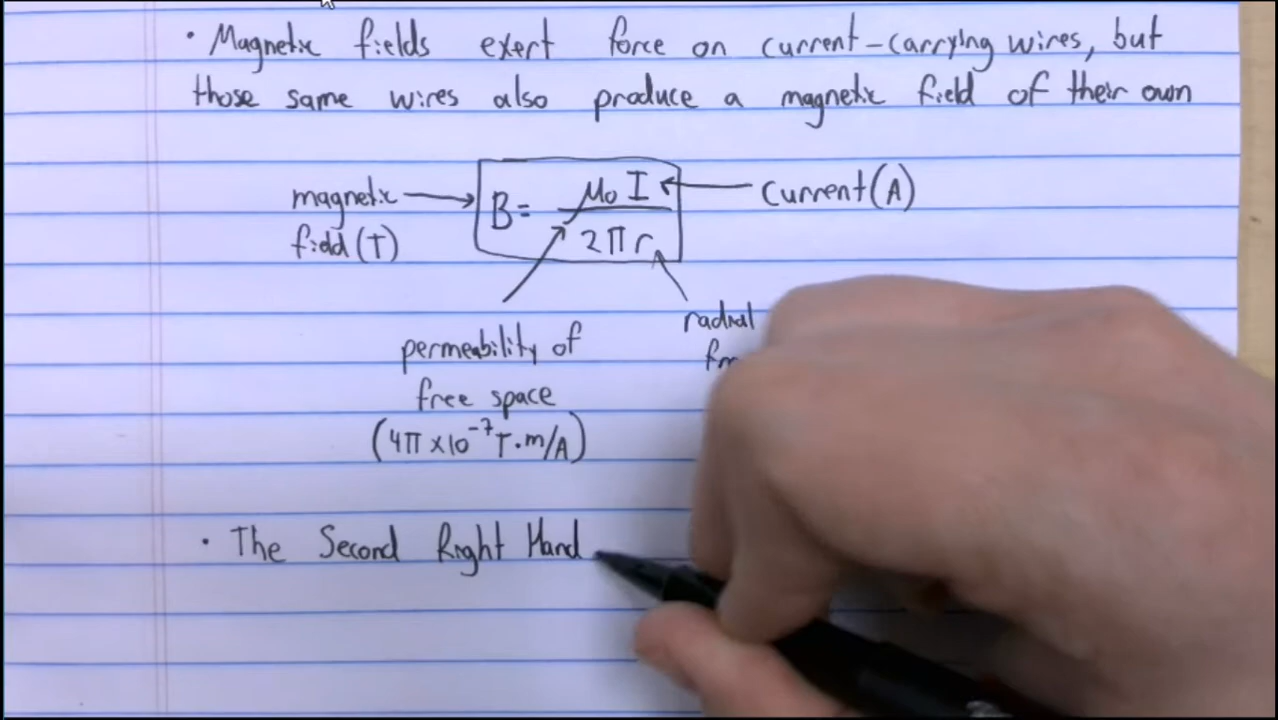 • Magnetic fields exert force on current-carrying wires, but
those same wires also produce a magnetic field of their own
magnetic
field (T)
B = μ₀ I / 2πr
Current (A)
radial
permeability of
free space
(4π×10⁻⁷ T·m/A)
• The Second Right Hand